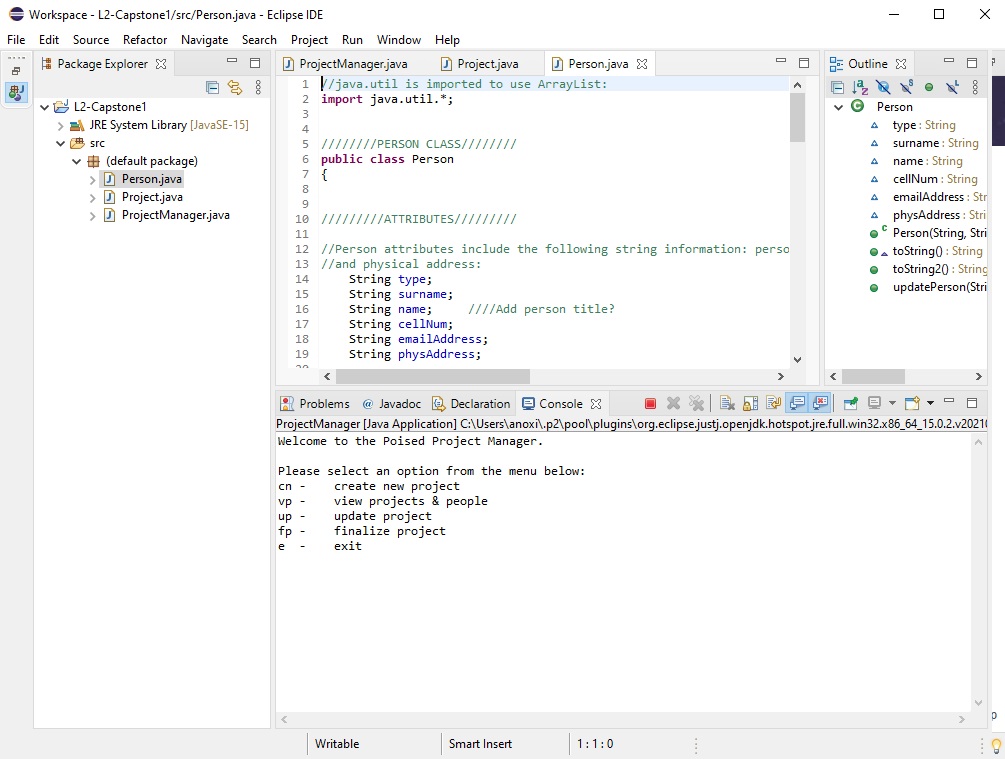 Workspace - L2-Capstone1/src/Person.java - Eclipse IDE
File Edit Source Refactor Navigate Search Project Run Window Help
Package Explorer
L2-Capstone1
JRE System Library [JavaSE-15]
src
(default package)
Person.java
Project.java
ProjectManager.java
ProjectManager.java Project.java Person.java
1 //java.util is imported to use ArrayList:
2 import java.util.*;
3
4
5 ////////PERSON CLASS////////
6 public class Person
7 {
8
9
10 /////////ATTRIBUTES/////////
11
12 //Person attributes include the following string information: perso
13 //and physical address:
14 String type;
15 String surname;
16 String name; ////Add person title?
17 String cellNum;
18 String emailAddress;
19 String physAddress;
20
Outline
Person
type : String
surname : String
name : String
cellNum : String
emailAddress : Str
physAddress : Stri
Person(String, Stri
toString() : String
toString2() : String
updatePerson(Stri
Problems Javadoc Declaration Console
ProjectManager [Java Application] C:\Users\anoxi\.p2\pool\plugins\org.eclipse.justj.openjdk.hotspot.jre.full.win32.x86_64_15.0.2.v20210
Welcome to the Poised Project Manager.
Please select an option from the menu below:
cn - create new project
vp - view projects & people
up - update project
fp - finalize project
e - exit
Writable Smart Insert 1 : 1 : 0